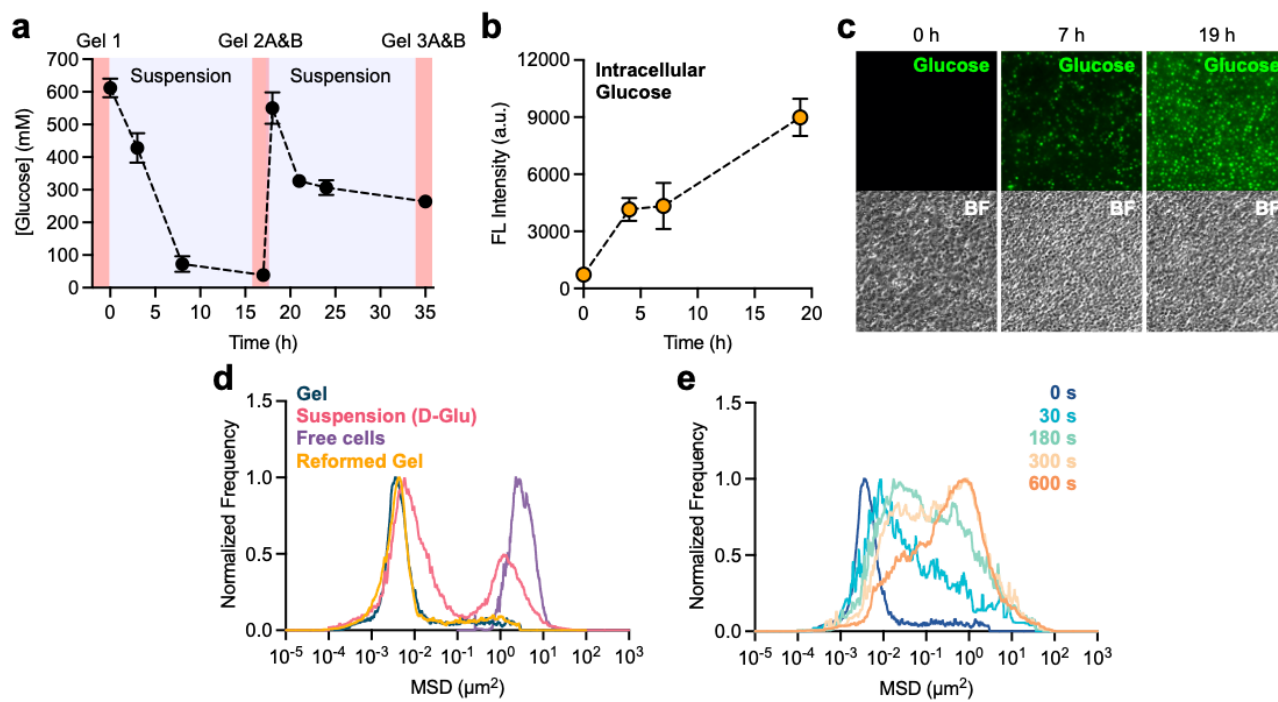 a
Gel 1 Gel 2A&B Gel 3A&B
700
600
500
400
300
200
100
0
[Glucose] (mM)
Suspension Suspension
0 5 10 15 20 25 30 35
Time (h)
b
12000
9000
6000
3000
0
FL Intensity (a.u.)
Intracellular
Glucose
0 5 10 15 20
Time (h)
c
0 h 7 h 19 h
Glucose Glucose Glucose
BF BF BF
d
Gel
Suspension (D-Glu)
Free cells
Reformed Gel
1.5
1.0
0.5
0.0
Normalized Frequency
10⁻⁵ 10⁻⁴ 10⁻³ 10⁻² 10⁻¹ 10⁰ 10¹ 10² 10³
MSD (µm²)
e
0 s
30 s
180 s
300 s
600 s
1.5
1.0
0.5
0.0
Normalized Frequency
10⁻⁵ 10⁻⁴ 10⁻³ 10⁻² 10⁻¹ 10⁰ 10¹ 10² 10³
MSD (µm²)